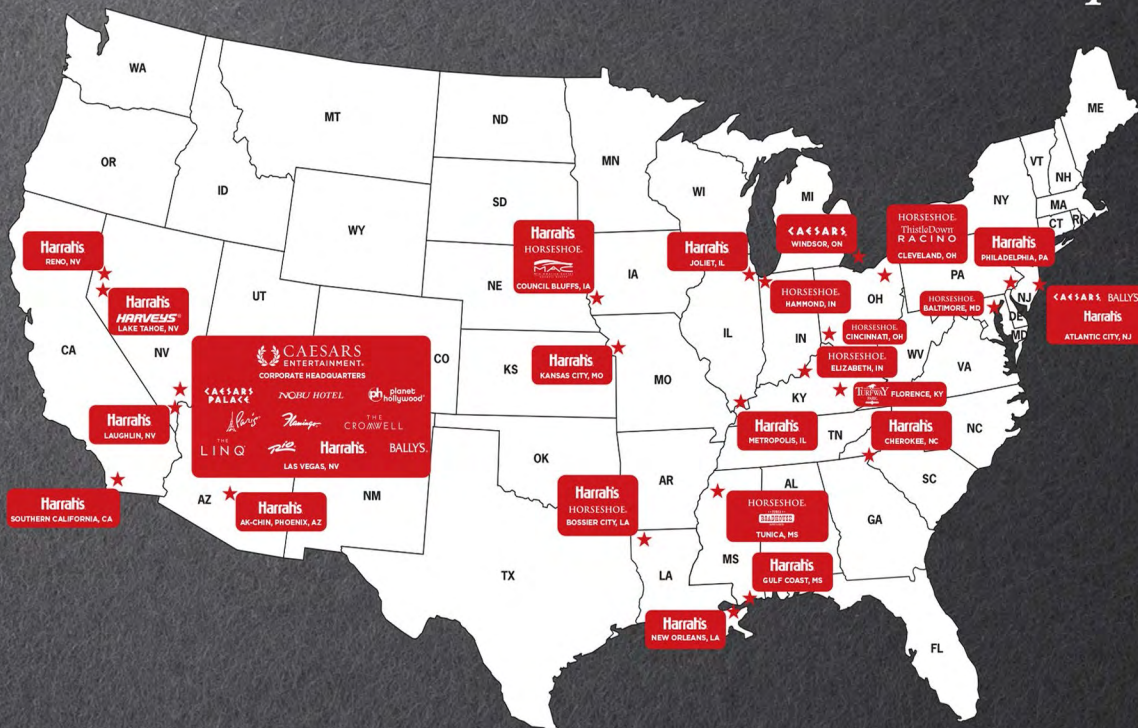 WA
MT
ND
MN
ME
OR
ID
SD
WI
MI
VT
NH
NY
MA
CT
WY
Harrah's
RENO, NV
Harrah's
HARVEYS
LAKE TAHOE, NV
Harrah's
HORSESHOE.
MAC
COUNCIL BLUFFS, IA
Harrah's
JOLIET, IL
CAESARS
WINDSOR, ON
HORSESHOE
ThistleDown
RACINO
CLEVELAND, OH
Harrah's
PHILADELPHIA, PA
HORSESHOE
HAMMOND, IN
HORSESHOE
BALTIMORE, MD
CAESARS BALLY'S
Harrah's
ATLANTIC CITY, NJ
NE
IA
IL
IN
OH
PA
NJ
DE
MD
WV
VA
HORSESHOE
CINCINNATI, OH
HORSESHOE
ELIZABETH, IN
TURFWAY FLORENCE, KY
CA
NV
UT
CO
KS
MO
KY
CAESARS
ENTERTAINMENT.
CORPORATE HEADQUARTERS
CAESARS PALACE
NOBU HOTEL
ph planet hollywood
Paris
Flamingo
THE CROMWELL
THE LINQ
Rio
Harrah's.
BALLY'S.
LAS VEGAS, NV
Harrah's
KANSAS CITY, MO
Harrah's
LAUGHLIN, NV
Harrah's
METROPOLIS, IL
TN
Harrah's
CHEROKEE, NC
NC
SC
Harrah's
SOUTHERN CALIFORNIA, CA
AZ
Harrah's
AK-CHIN, PHOENIX, AZ
NM
OK
AR
Harrah's
HORSESHOE.
BOSSIER CITY, LA
AL
HORSESHOE
ROADHOUSE
TUNICA, MS
GA
TX
LA
MS
Harrah's
GULF COAST, MS
Harrah's
NEW ORLEANS, LA
FL